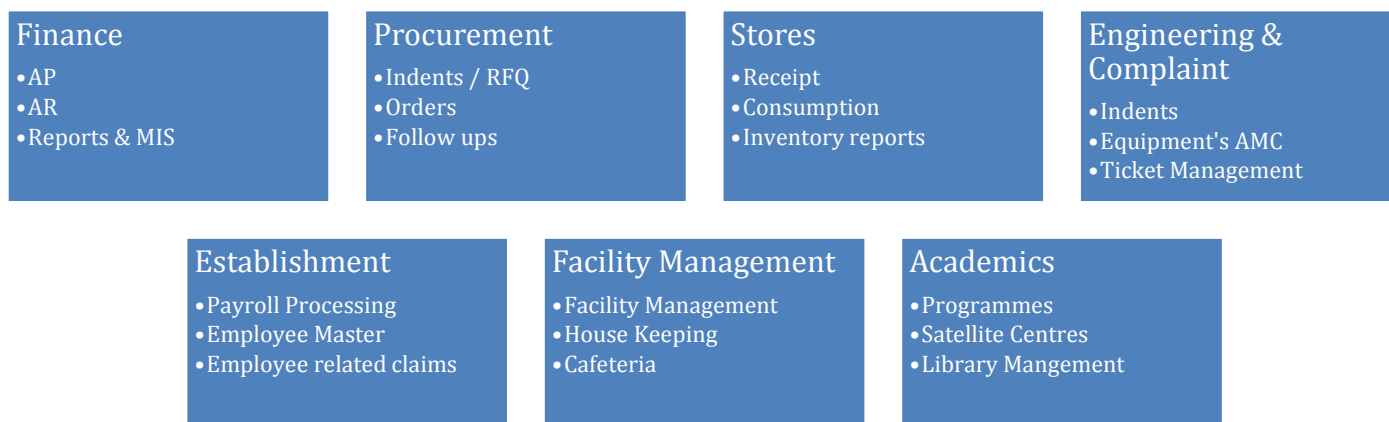 Finance
•AP
•AR
•Reports & MIS
Procurement
•Indents / RFQ
•Orders
•Follow ups
Stores
•Receipt
•Consumption
•Inventory reports
Engineering &
Complaint
•Indents
•Equipment's AMC
•Ticket Management
Establishment
•Payroll Processing
•Employee Master
•Employee related claims
Facility Management
•Facility Management
•House Keeping
•Cafeteria
Academics
•Programmes
•Satellite Centres
•Library Mangement